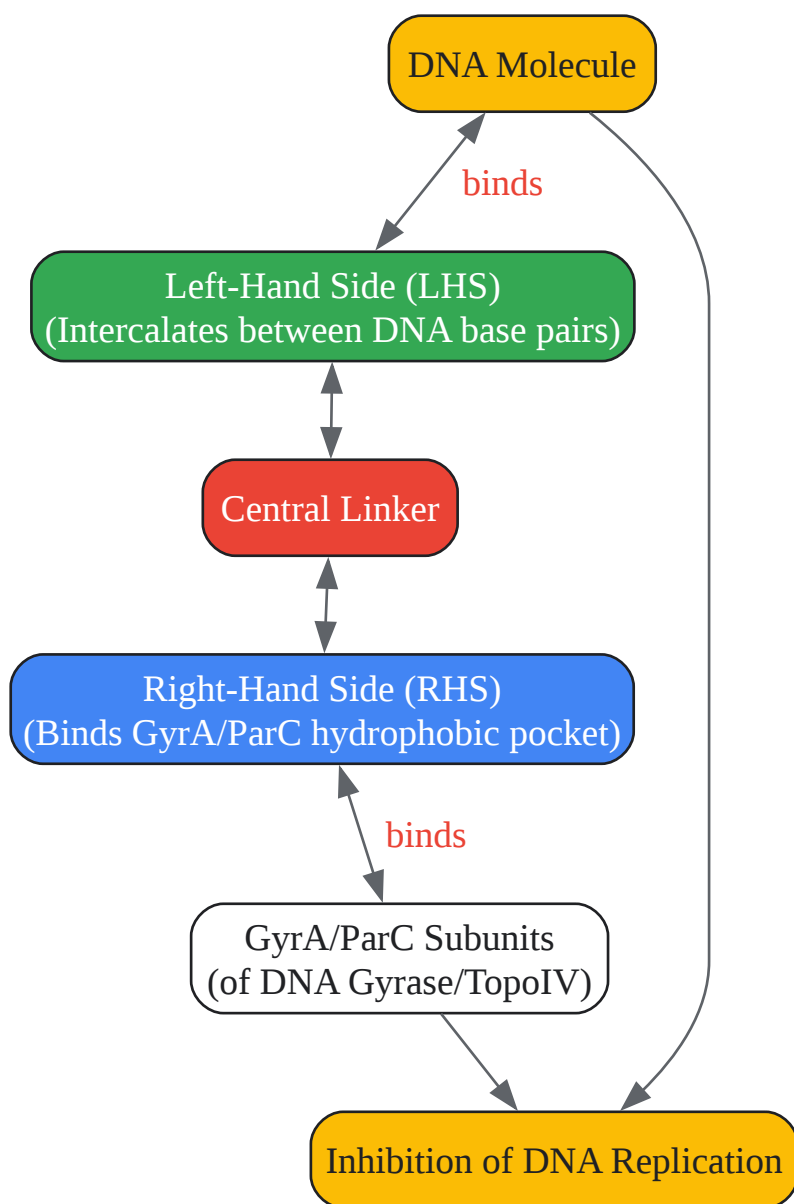 DNA Molecule
binds
Left-Hand Side (LHS)
(Intercalates between DNA base pairs)
Central Linker
Right-Hand Side (RHS)
(Binds GyrA/ParC hydrophobic pocket)
binds
GyrA/ParC Subunits
(of DNA Gyrase/TopoIV)
Inhibition of DNA Replication